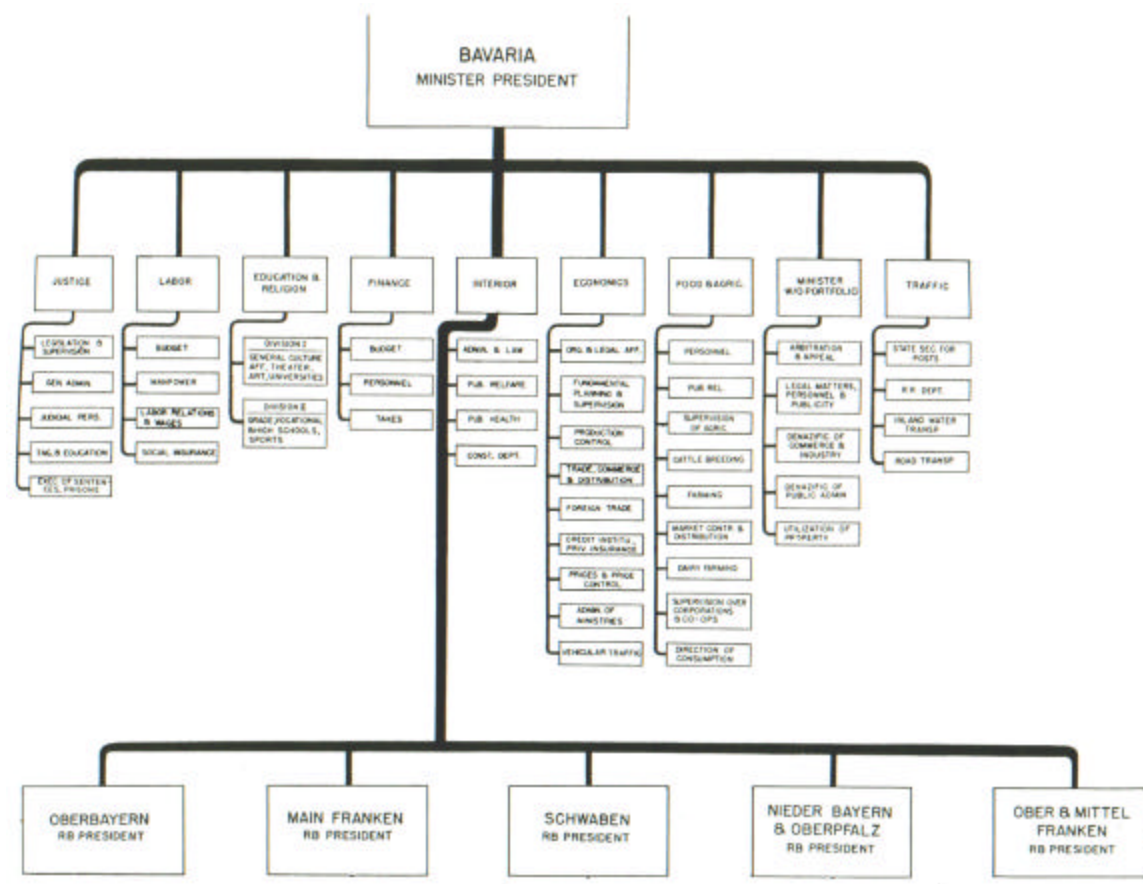 BAVARIA
MINISTER PRESIDENT
JUSTICE
LEGISLATION &
SUPERVISION
GEN ADMIN
JUDICIAL PERS.
TNG, & EDUCATION
EXEC OF SENTEN-
CES, PRISONS
LABOR
BUDGET
MANPOWER
LABOR RELATIONS
& WAGES
SOCIAL INSURANCE
EDUCATION &
RELIGION
DIVISION I
GENERAL CULTURE
AFF., THEATER,
ART, UNIVERSITIES
DIVISION II
GRADE, VOCATIONAL
& HIGH SCHOOLS,
SPORTS
FINANCE
BUDGET
PERSONNEL
TAXES
INTERIOR
ADMIN. & LAW
PUB. WELFARE
PUB HEALTH
CONST. DEPT.
ECONOMICS
ORG. & LEGAL AFF.
FUNDAMENTAL
PLANNING &
SUPERVISION
PRODUCTION
CONTROL
TRADE, COMMERCE
& DISTRIBUTION
FOREIGN TRADE
CREDIT INSTITU.,
PRIV. INSURANCE
PRICES & PRICE
CONTROL
ADMIN. OF
MINISTRIES
VEHICULAR TRAFFIC
FOOD & AGRIC.
PERSONNEL
PUB REL.
SUPERVISION
OF AGRIC.
CATTLE BREEDING
FARMING
MARKET CONTR. &
DISTRIBUTION
DAIRY FARMING
SUPERVISION OVER
CORPORATIONS
& CO-OPS
DIRECTION OF
CONSUMPTION
MINISTER
W/O PORTFOLIO
ARBITRATION
& APPEAL
LEGAL MATTERS,
PERSONNEL &
PUBLICITY
DENAZIFIC OF
COMMERCE &
INDUSTRY
DENAZIFIC OF
PUBLIC ADMIN
UTILIZATION OF
PROPERTY
TRAFFIC
STATE SEC FOR
POSTS
R.R. DEPT.
INLAND WATER
TRANSP
ROAD TRANSP
OBERBAYERN
RB PRESIDENT
MAIN FRANKEN
RB PRESIDENT
SCHWABEN
RB PRESIDENT
NIEDER BAYERN
& OBERPFALZ
RB PRESIDENT
OBER & MITTEL
FRANKEN
RB PRESIDENT